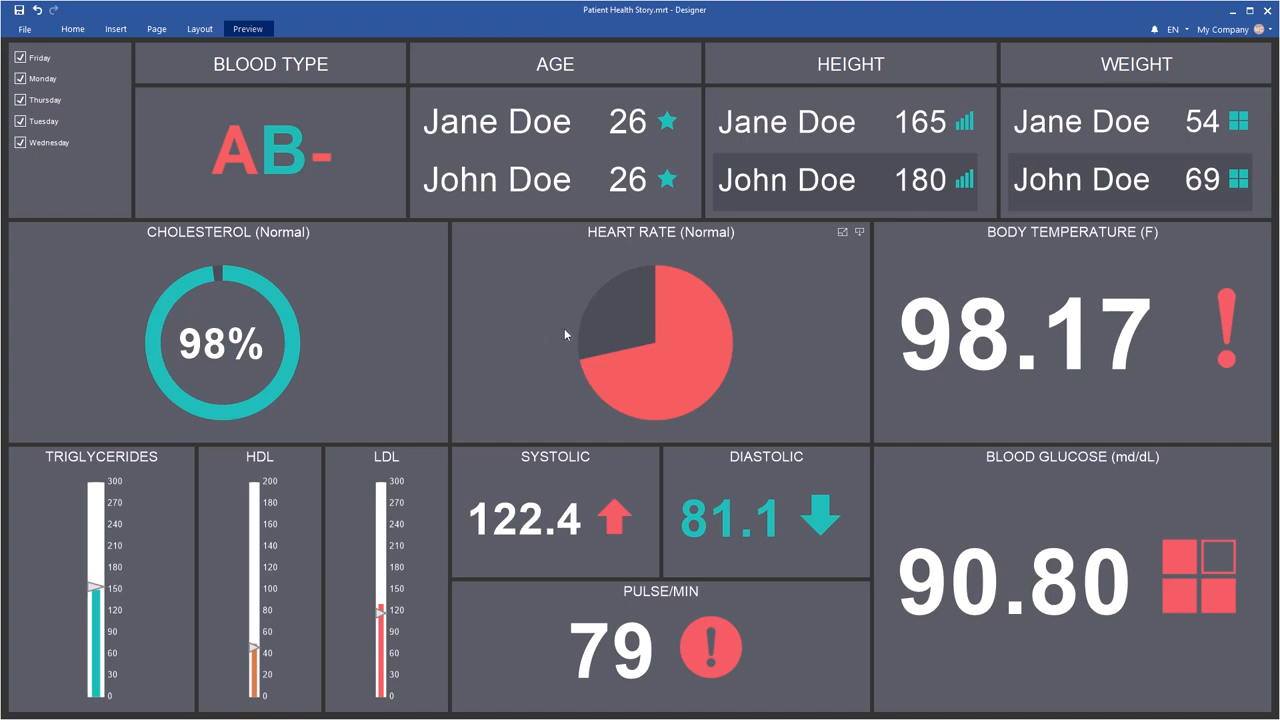 Patient Health Story.mrt - Designer
File Home Insert Page Layout Preview
EN My Company
Friday
Monday
Thursday
Tuesday
Wednesday
BLOOD TYPE
AB-
AGE
Jane Doe 26
John Doe 26
HEIGHT
Jane Doe 165
John Doe 180
WEIGHT
Jane Doe 54
John Doe 69
CHOLESTEROL (Normal)
98%
HEART RATE (Normal)
BODY TEMPERATURE (F)
98.17
TRIGLYCERIDES
300
270
240
210
180
150
120
90
60
30
0
HDL
200
180
160
140
120
100
80
60
40
20
0
LDL
300
270
240
210
180
150
120
90
60
30
0
SYSTOLIC
122.4
DIASTOLIC
81.1
PULSE/MIN
79
BLOOD GLUCOSE (md/dL)
90.80